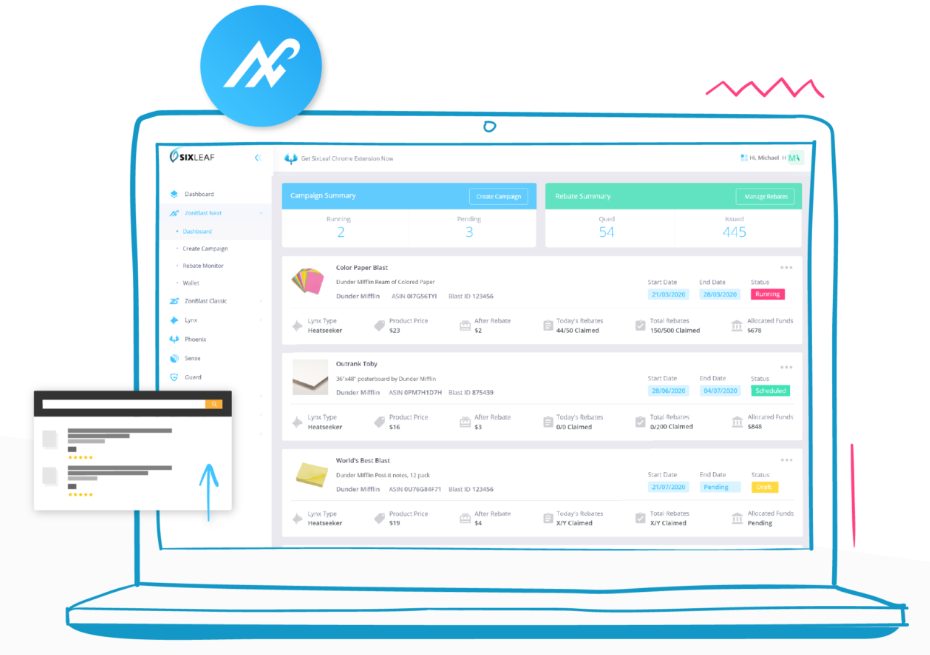 SIXLEAF
Get SixLeaf Chrome Extension Now
Hi, Michael
Dashboard
ZonBlast Next
Dashboard
Create Campaign
Rebate Monitor
Wallet
ZonBlast Classic
Lynx
Phoenix
Sense
Guard
Campaign Summary Create Campaign
Running Pending
2 3
Rebate Summary Manage Rebates
Quaid Issued
54 445
Color Paper Blast
Dunder Mifflin Ream of Colored Paper
Dunder Mifflin ASIN 0I7G56TYI Blast ID 123456
Start Date End Date Status
21/03/2020 28/03/2020 Running
Lynx Type Product Price After Rebate Today's Rebates Total Rebates Allocated Funds
Heatseeker $23 $2 44/50 Claimed 150/500 Claimed $678
Outrank Toby
36"x48" posterboard by Dunder Mifflin
Dunder Mifflin ASIN 0PM7H1D7H Blast ID 875439
Start Date End Date Status
28/06/2020 04/07/2020 Scheduled
Lynx Type Product Price After Rebate Today's Rebates Total Rebates Allocated Funds
Heatseeker $16 $3 0/0 Claimed 0/200 Claimed $848
World's Best Blast
Dunder Mifflin Post it notes, 12 pack
Dunder Mifflin ASIN 0U76G84F71 Blast ID 123456
Start Date End Date Status
21/07/2020 Pending Draft
Lynx Type Product Price After Rebate Today's Rebates Total Rebates Allocated Funds
Heatseeker $19 $4 X/Y Claimed X/Y Claimed Pending